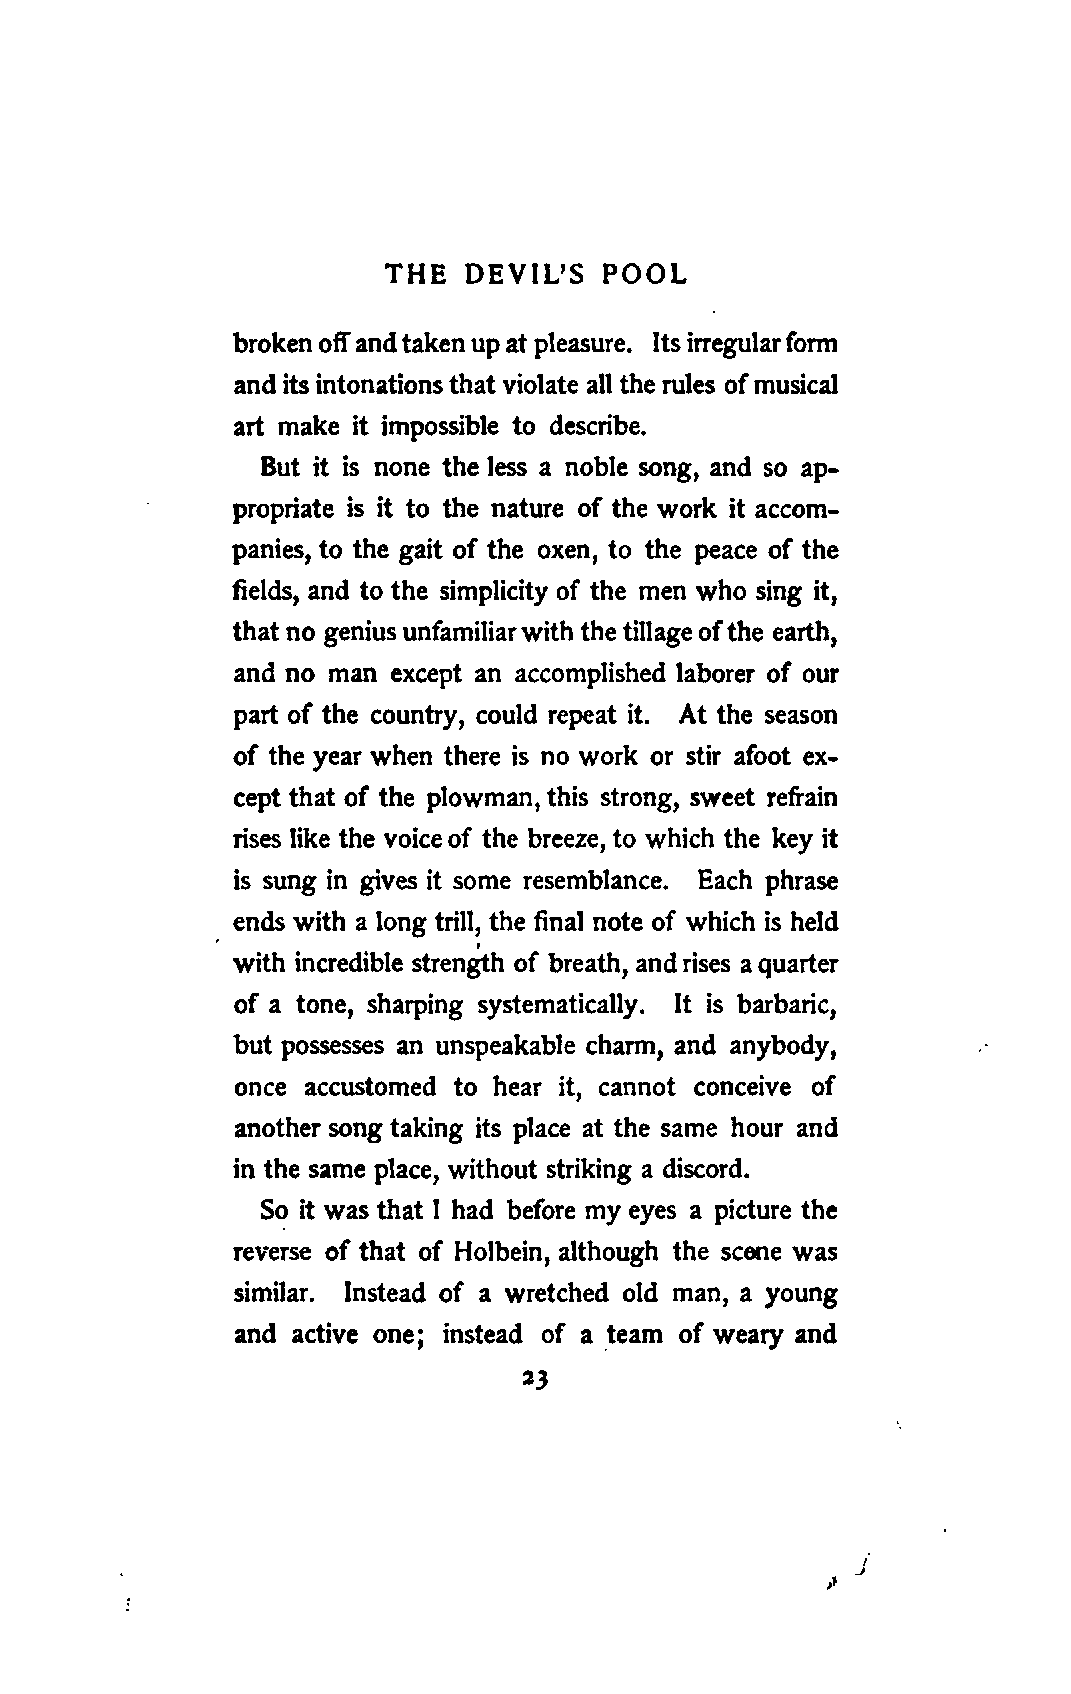 THE DEVIL'S POOL
broken off and taken up at pleasure. Its irregular form
and its intonations that violate all the rules of musical
art make it impossible to describe.
But it is none the less a noble song, and so ap-
propriate is it to the nature of the work it accom-
panies, to the gait of the oxen, to the peace of the
fields, and to the simplicity of the men who sing it,
that no genius unfamiliar with the tillage of the earth,
and no man except an accomplished laborer of our
part of the country, could repeat it. At the season
of the year when there is no work or stir afoot ex-
cept that of the plowman, this strong, sweet refrain
rises like the voice of the breeze, to which the key it
is sung in gives it some resemblance. Each phrase
ends with a long trill, the final note of which is held
with incredible strength of breath, and rises a quarter
of a tone, sharping systematically. It is barbaric,
but possesses an unspeakable charm, and anybody,
once accustomed to hear it, cannot conceive of
another song taking its place at the same hour and
in the same place, without striking a discord.
So it was that I had before my eyes a picture the
reverse of that of Holbein, although the scene was
similar. Instead of a wretched old man, a young
and active one; instead of a team of weary and
23